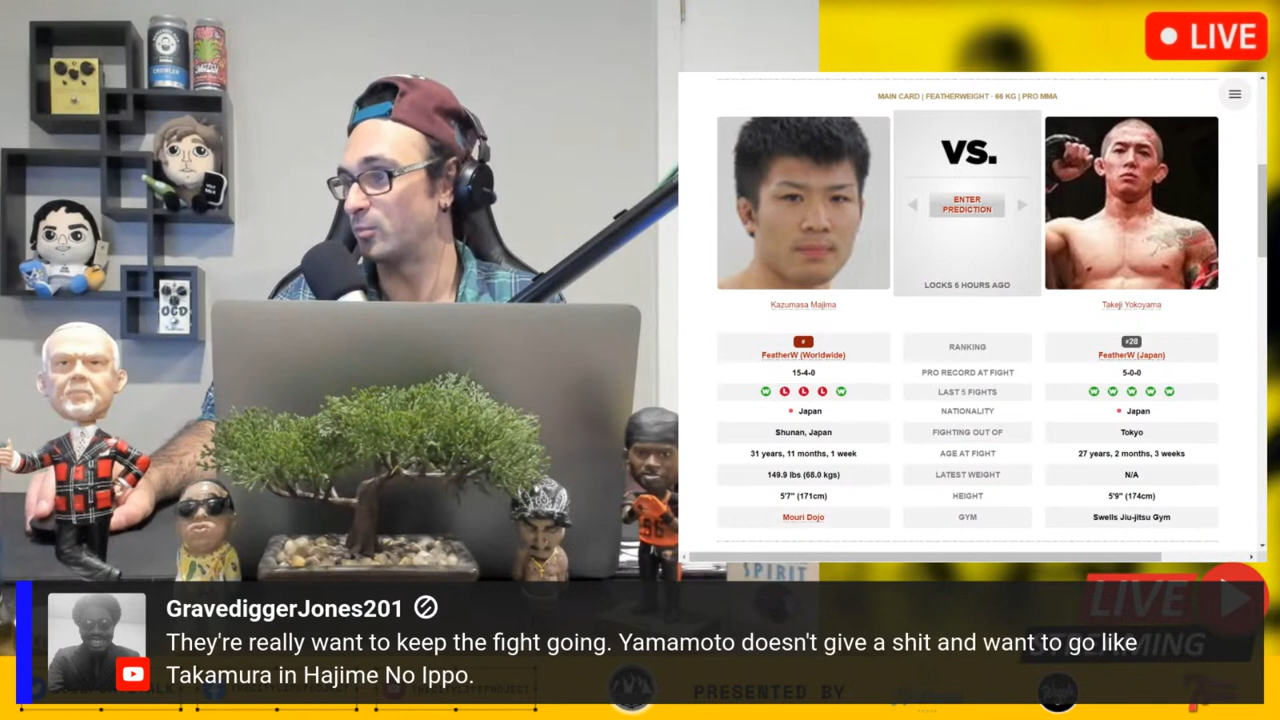 LIVE
MAIN CARD | FEATHERWEIGHT · 66 KG | PRO MMA
VS.
ENTER
PREDICTION
LOCKS 6 HOURS AGO
Kazumasa Majima
Takeji Yokoyama
#
RANKING
#28
FeatherW (Worldwide)
FeatherW (Japan)
15-4-0
PRO RECORD AT FIGHT
5-0-0
W L L L W
LAST 5 FIGHTS
W W W W W
Japan
NATIONALITY
Japan
Shunan, Japan
FIGHTING OUT OF
Tokyo
31 years, 11 months, 1 week
AGE AT FIGHT
27 years, 2 months, 3 weeks
149.9 lbs (68.0 kgs)
LATEST WEIGHT
N/A
5'7" (171cm)
HEIGHT
5'9" (174cm)
Mouri Dojo
GYM
Swells Jiu-jitsu Gym
CROWLER
OCD
SPIRIT
LIVE
STREAMING
GravediggerJones201
They're really want to keep the fight going. Yamamoto doesn't give a shit and want to go like
Takamura in Hajime No Ippo.
PRESENTED BY